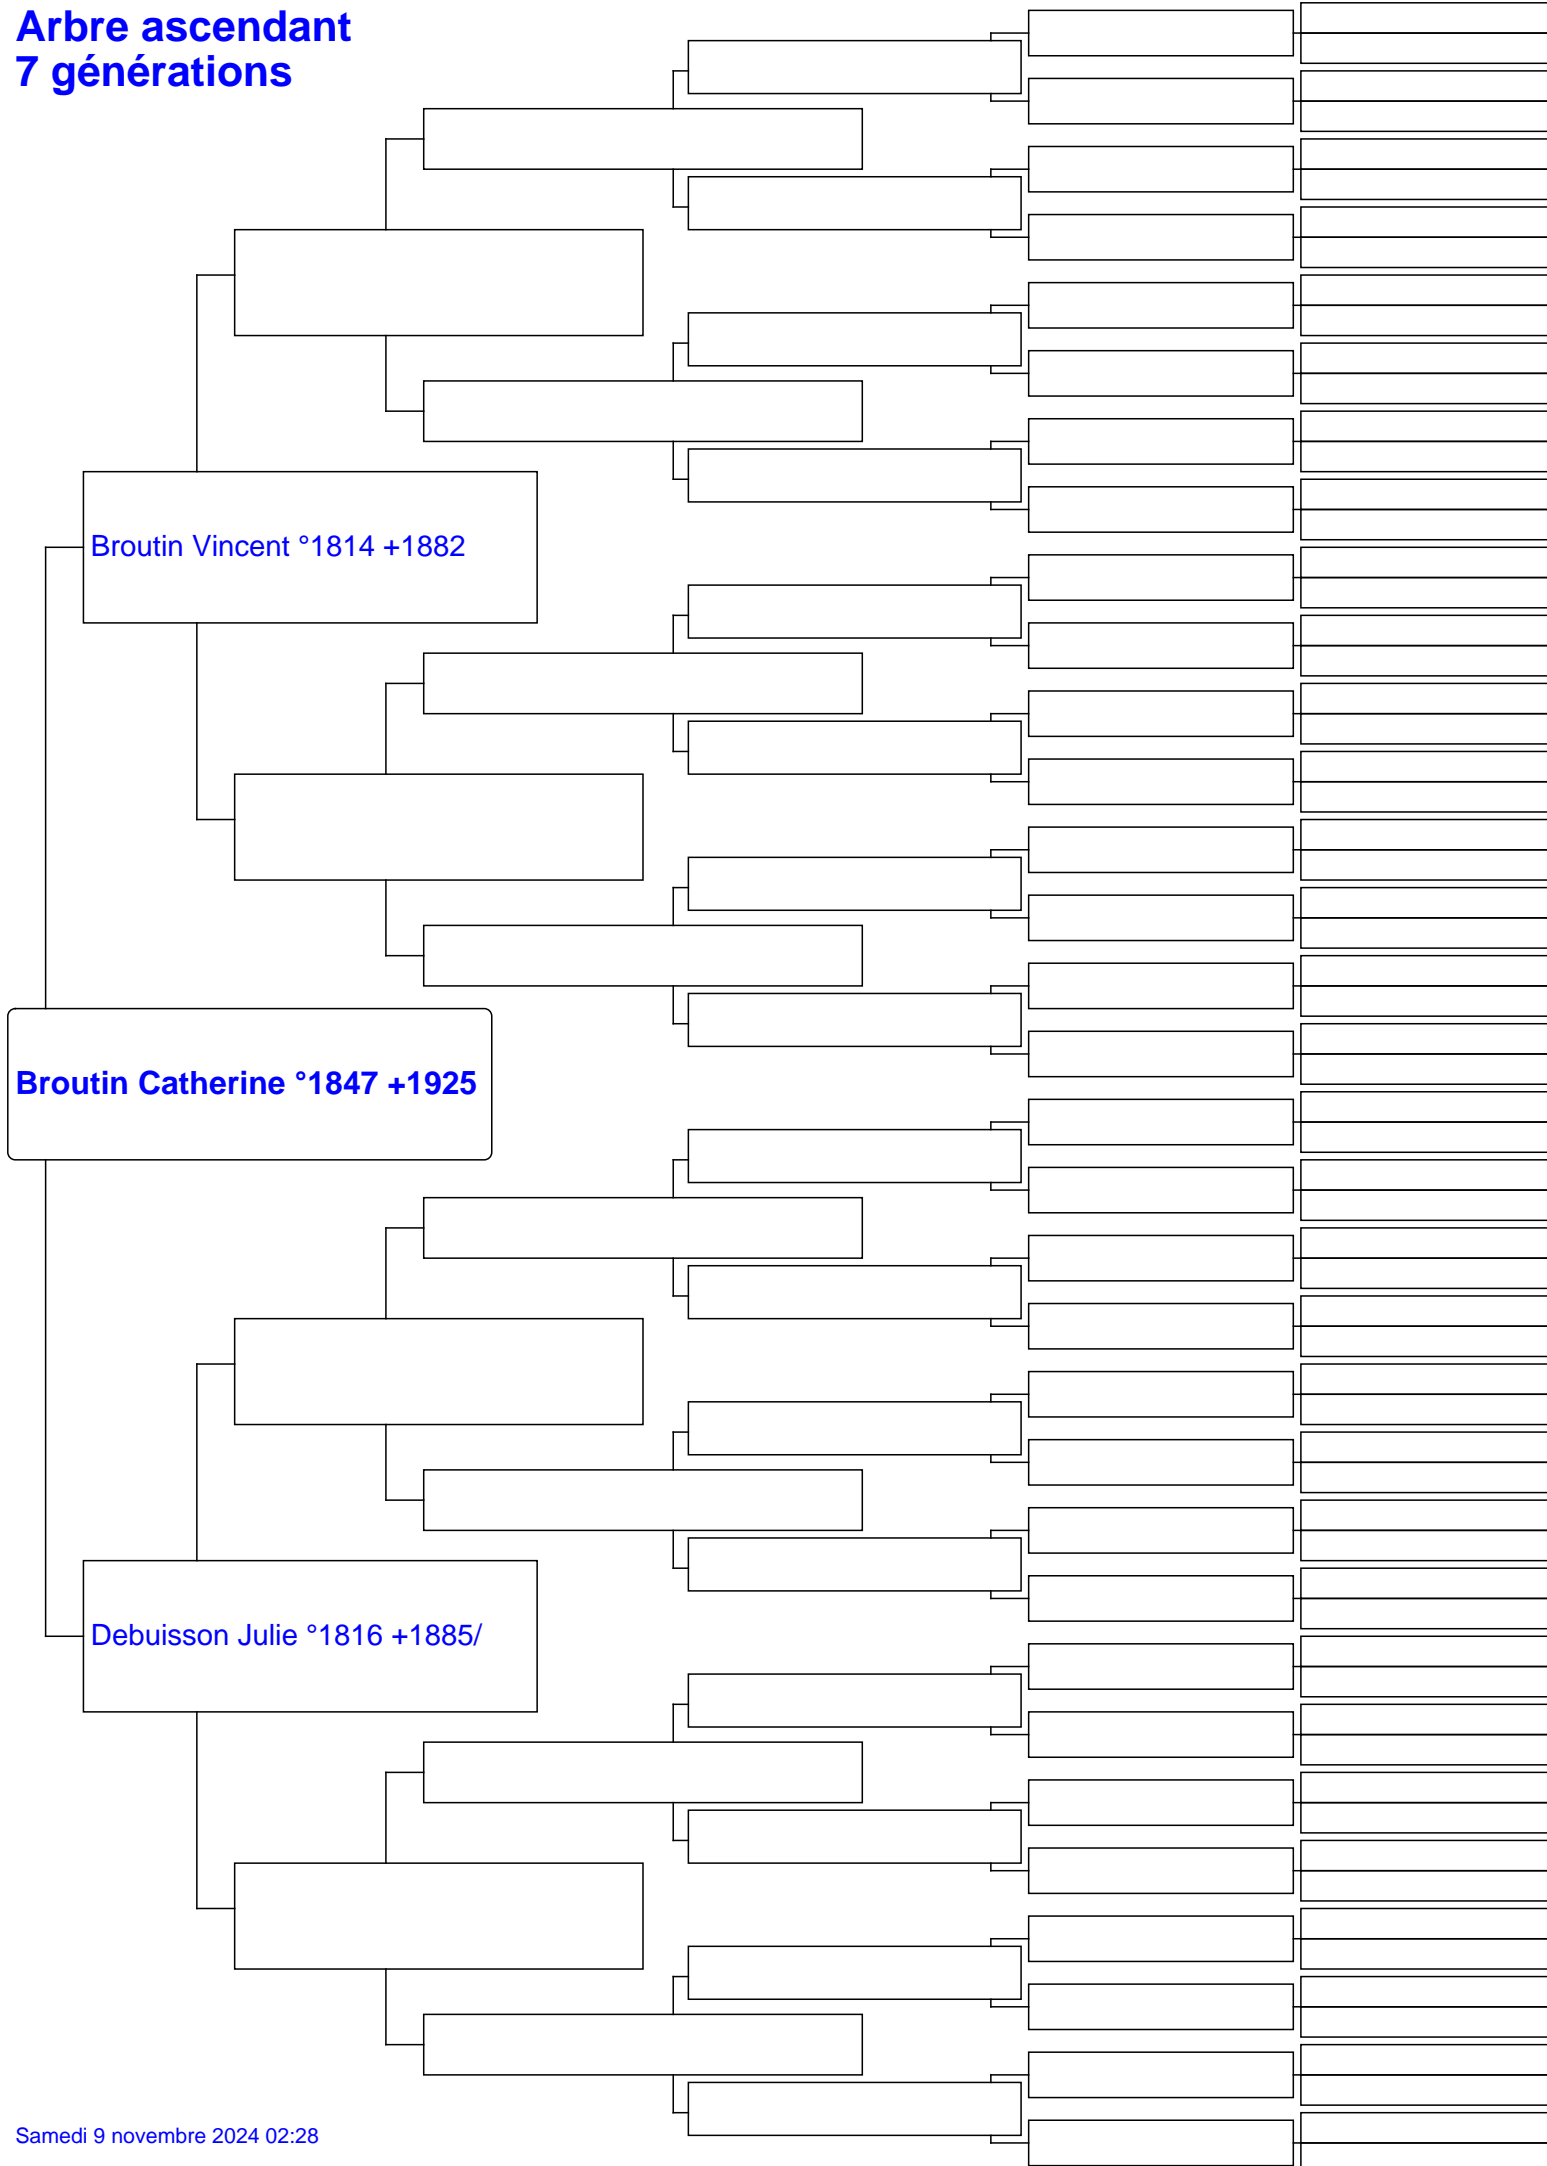 Arbre ascendant
7 générations
Broutin Vincent °1814 +1882
Broutin Catherine °1847 +1925
Debuisson Julie °1816 +1885/
Samedi 9 novembre 2024 02:28